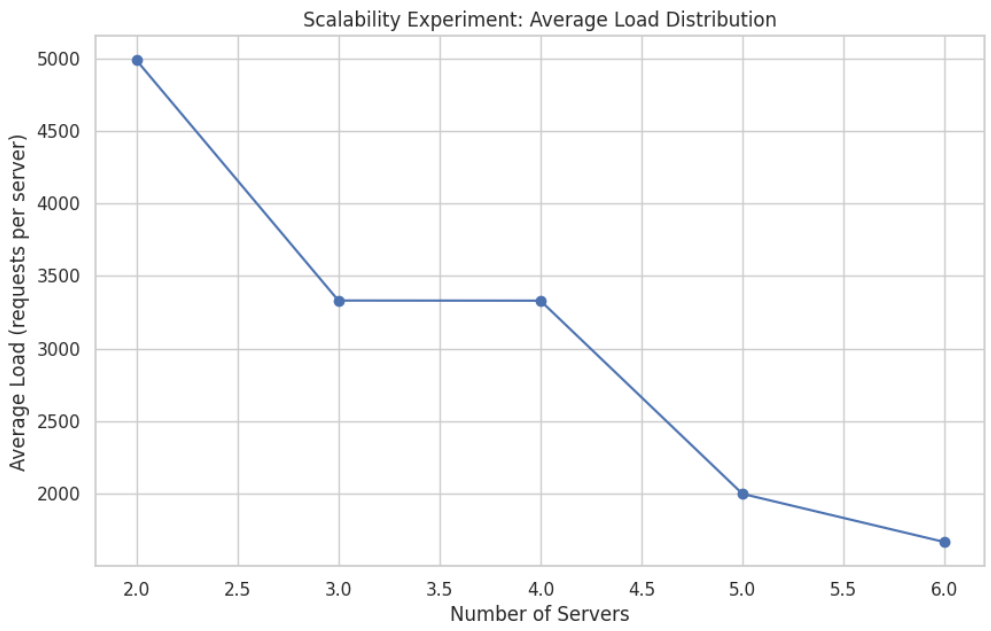 Scalability Experiment: Average Load Distribution
Average Load (requests per server)
5000
4500
4000
3500
3000
2500
2000
2.0 2.5 3.0 3.5 4.0 4.5 5.0 5.5 6.0
Number of Servers